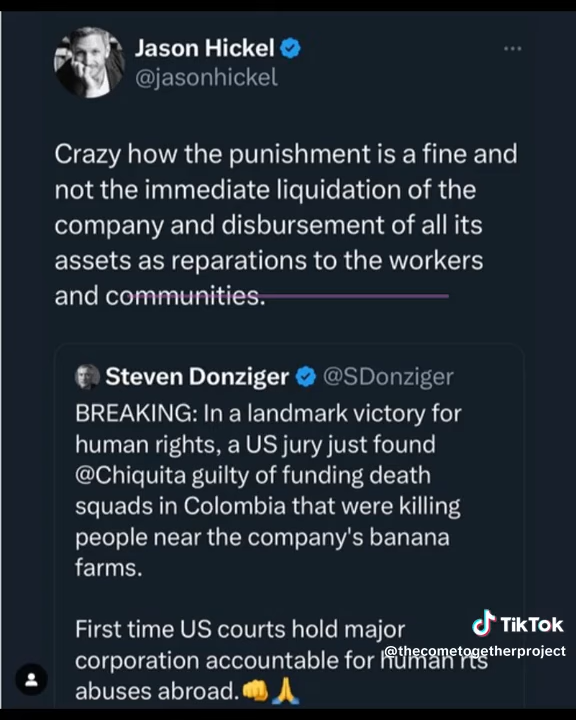 Jason Hickel
@jasonhickel
Crazy how the punishment is a fine and
not the immediate liquidation of the
company and disbursement of all its
assets as reparations to the workers
and communities.
Steven Donziger @SDonziger
BREAKING: In a landmark victory for
human rights, a US jury just found
@Chiquita guilty of funding death
squads in Colombia that were killing
people near the company's banana
farms.
First time US courts hold major
corporation accountable for human rts
abuses abroad.👊🙏
TikTok
@thecometogetherproject